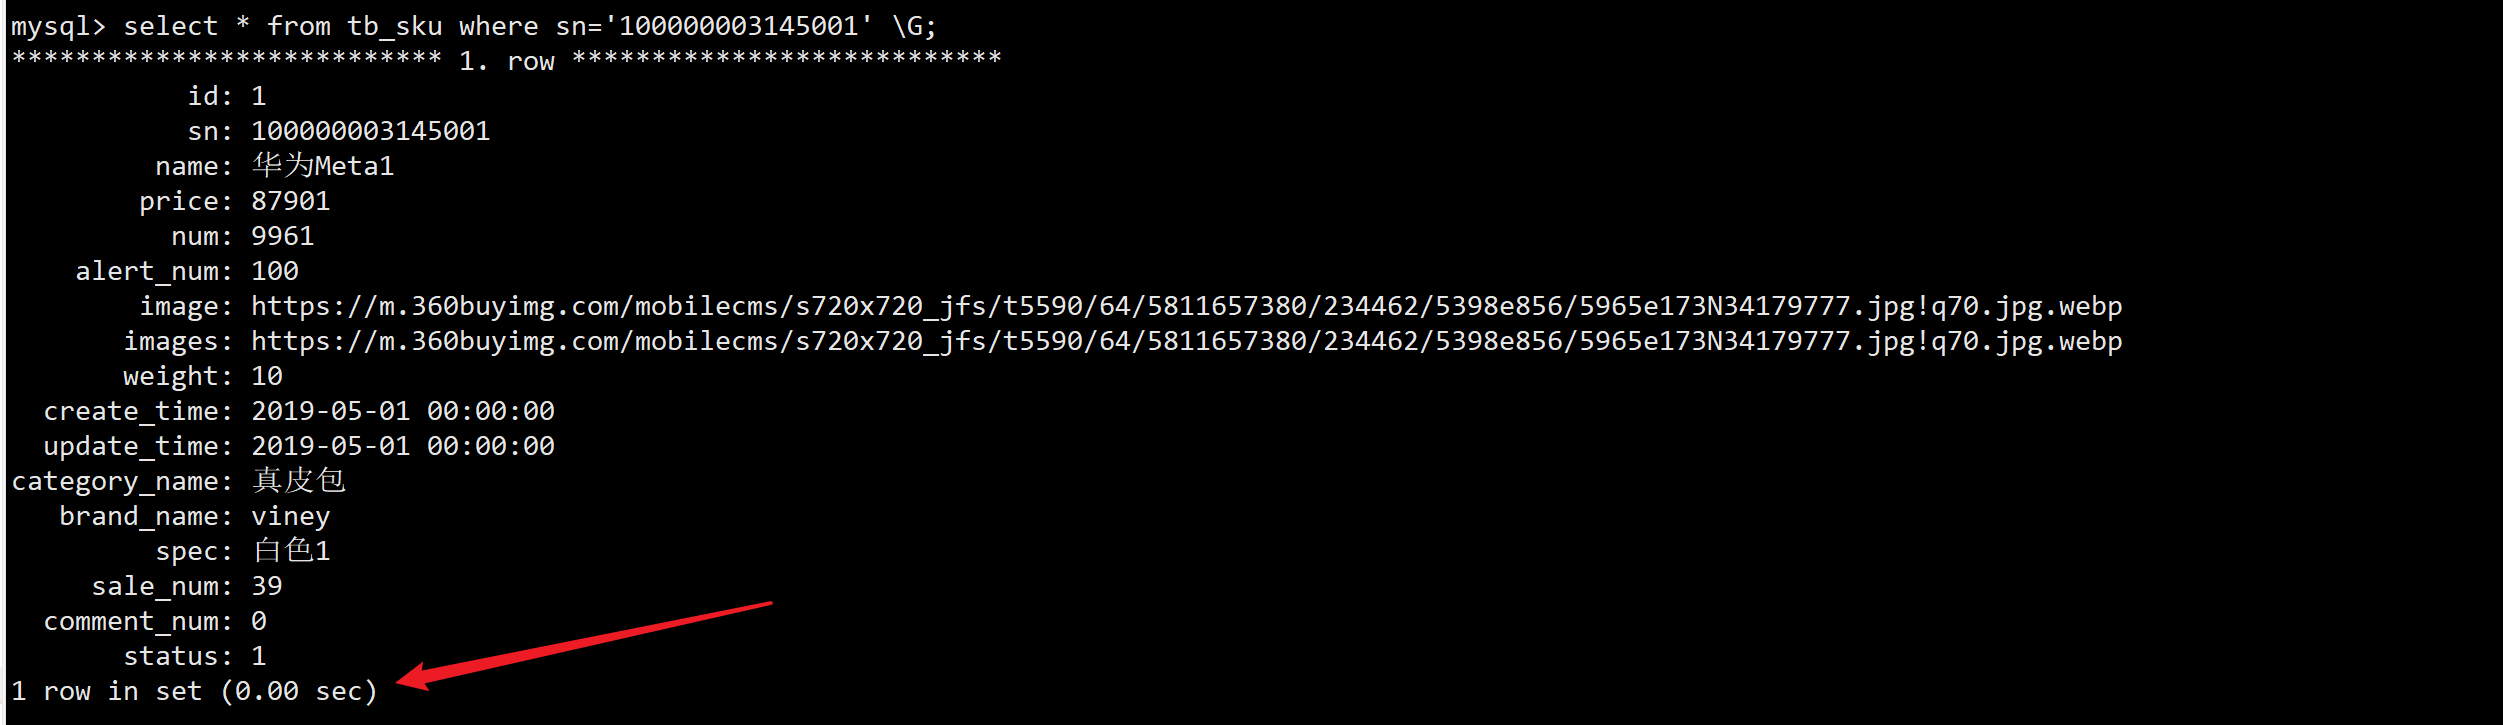 mysql> select * from tb_sku where sn='100000003145001' \G;
*************************** 1. row ***************************
id: 1
sn: 100000003145001
name: 华为Meta1
price: 87901
num: 9961
alert_num: 100
image: https://m.360buyimg.com/mobilecms/s720x720_jfs/t5590/64/5811657380/234462/5398e856/5965e173N34179777.jpg!q70.jpg.webp
images: https://m.360buyimg.com/mobilecms/s720x720_jfs/t5590/64/5811657380/234462/5398e856/5965e173N34179777.jpg!q70.jpg.webp
weight: 10
create_time: 2019-05-01 00:00:00
update_time: 2019-05-01 00:00:00
category_name: 真皮包
brand_name: viney
spec: 白色1
sale_num: 39
comment_num: 0
status: 1
1 row in set (0.00 sec)